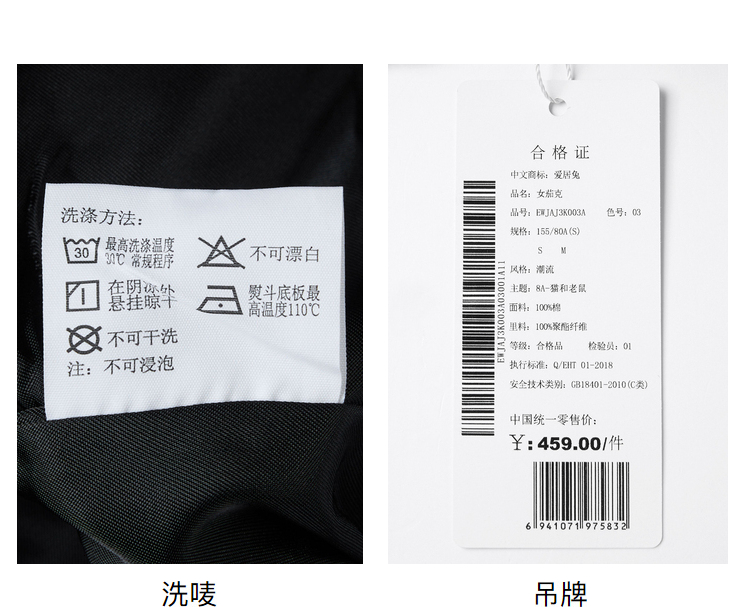 洗涤方法：
最高洗涤温度
30℃ 常规程序
30
不可漂白
在阴凉处
悬挂晾干
熨斗底板最
高温度110℃
不可干洗
注：不可浸泡
合格证
中文商标：爱居兔
品名：女茄克
品号：EWJAJ3K003A 色号：03
规格：155/80A(S)
S M
风格：潮流
主题：8A-猫和老鼠
面料：100%棉
里料：100%聚酯纤维
等级：合格品 检验员：01
执行标准：Q/EHT 01-2018
安全技术类别：GB18401-2010(C类)
EWJAJ3K003A03001A11
中国统一零售价：
￥:459.00/件
6 941071 975832
洗唛
吊牌